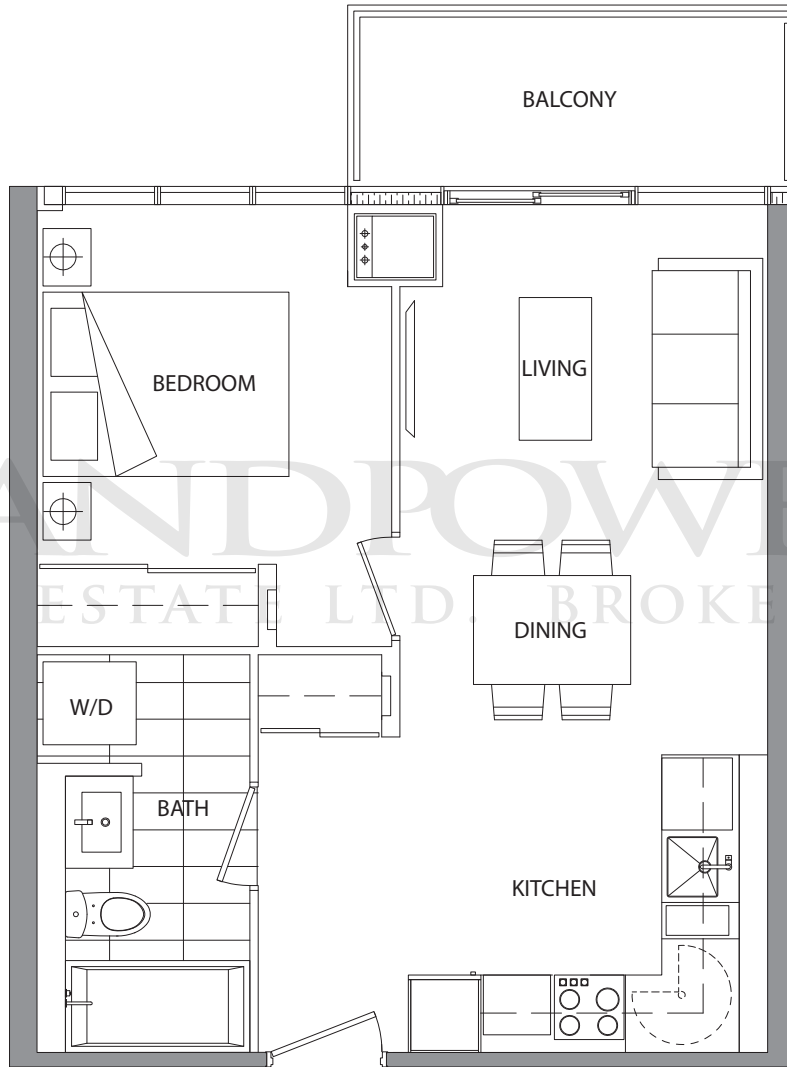 BALCONY
BEDROOM
LIVING
DINING
W/D
BATH
KITCHEN
ESTATE LTD. BROKE